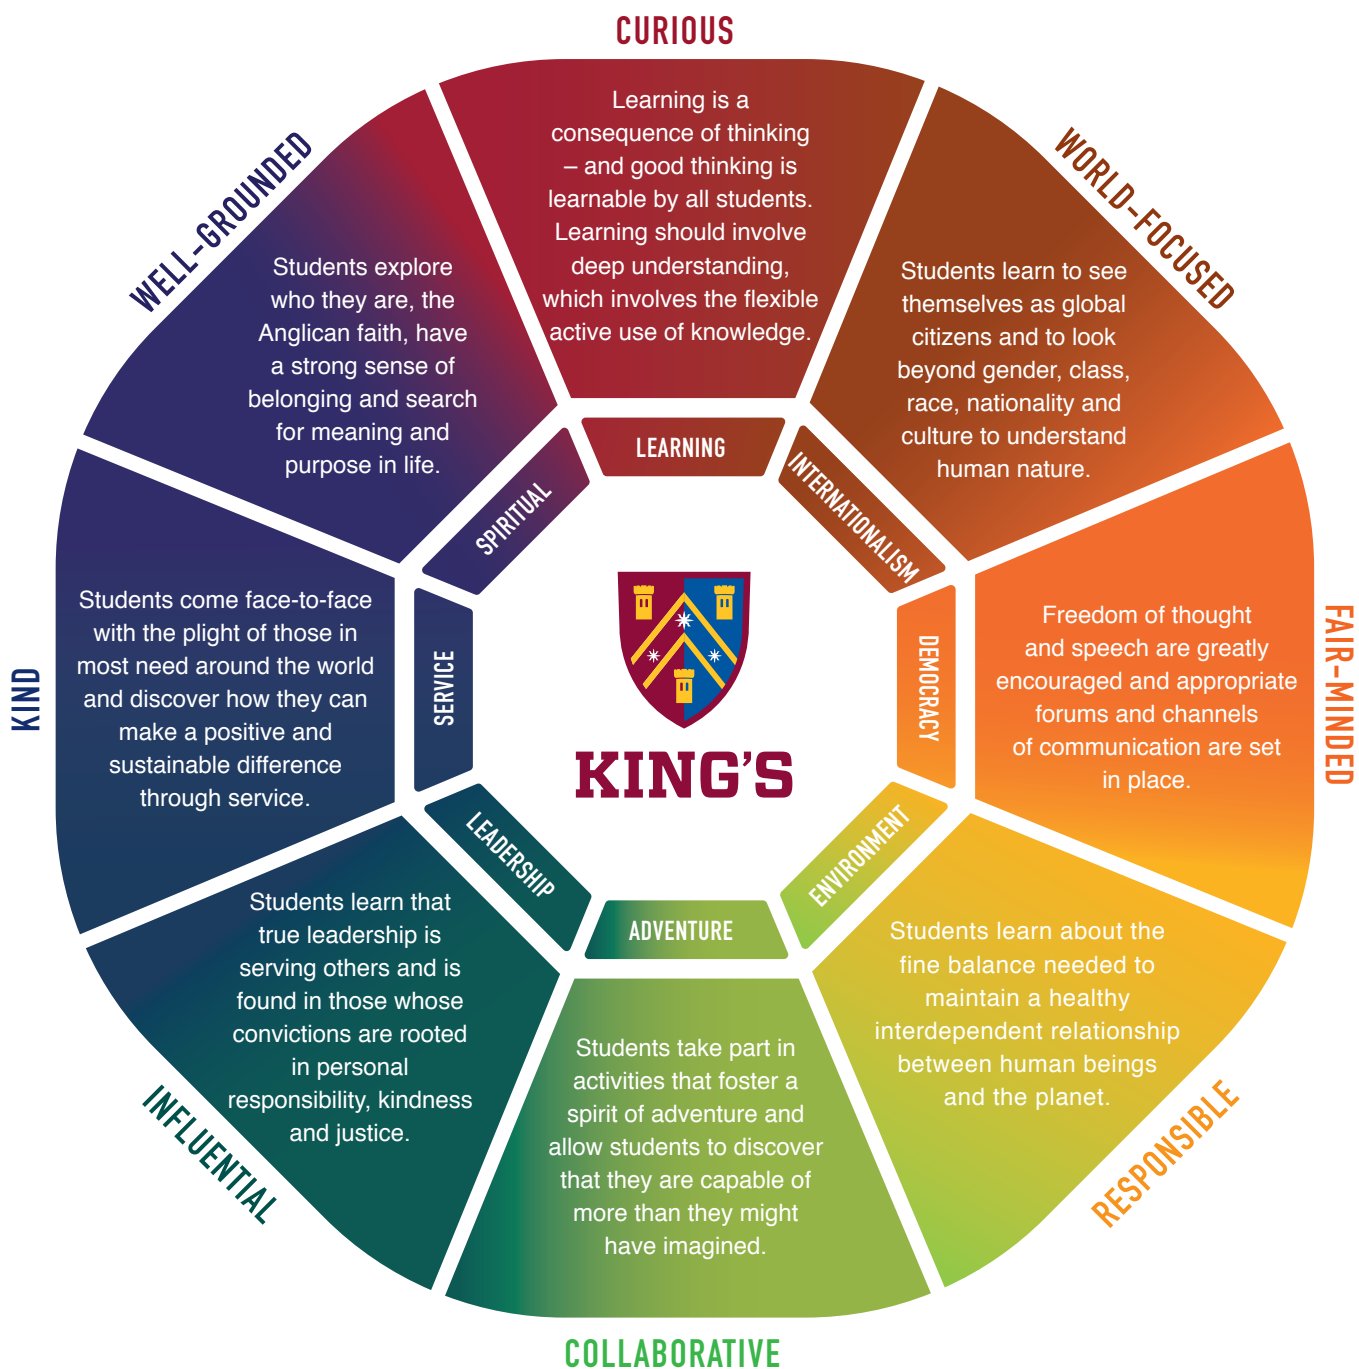 CURIOUS
Learning is a
consequence of thinking
– and good thinking is
learnable by all students.
Learning should involve
deep understanding,
which involves the flexible
active use of knowledge.
LEARNING
WORLD-FOCUSED
Students learn to see
themselves as global
citizens and to look
beyond gender, class,
race, nationality and
culture to understand
human nature.
INTERNATIONALISM
FAIR-MINDED
Freedom of thought
and speech are greatly
encouraged and appropriate
forums and channels
of communication are set
in place.
DEMOCRACY
RESPONSIBLE
Students learn about the
fine balance needed to
maintain a healthy
interdependent relationship
between human beings
and the planet.
ENVIRONMENT
COLLABORATIVE
Students take part in
activities that foster a
spirit of adventure and
allow students to discover
that they are capable of
more than they might
have imagined.
ADVENTURE
INFLUENTIAL
Students learn that
true leadership is
serving others and is
found in those whose
convictions are rooted
in personal
responsibility, kindness
and justice.
LEADERSHIP
KIND
Students come face-to-face
with the plight of those in
most need around the world
and discover how they can
make a positive and
sustainable difference
through service.
SERVICE
WELL-GROUNDED
Students explore
who they are, the
Anglican faith, have
a strong sense of
belonging and search
for meaning and
purpose in life.
SPIRITUAL
KING'S